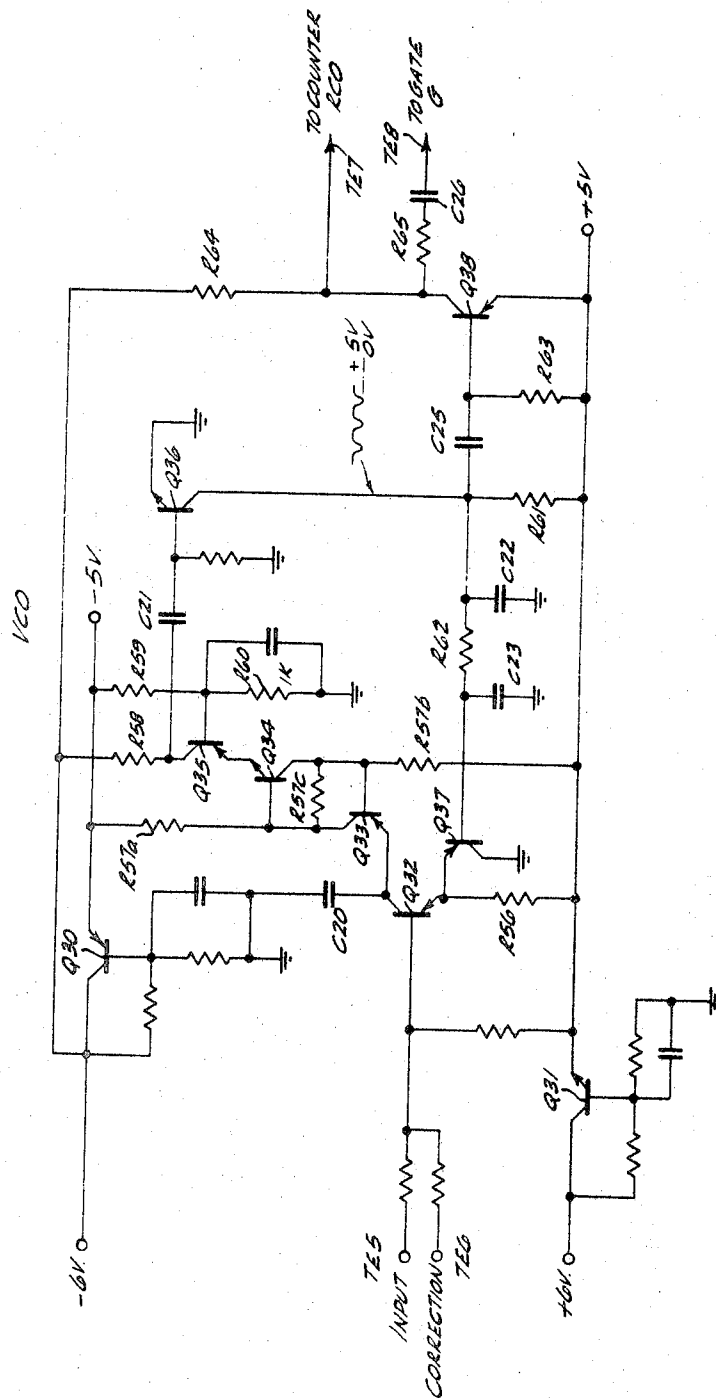 VCO
-6V.
Q30
-5V.
R57a
R58
R59
C21
Q36
R64
TO COUNTER
RCO
TE7
TE8
TO GATE
G
R65
C26
Q35
R60
1K
Q34
R57c
Q33
C20
+5V
0V
Q38
C25
R63
R61
C22
R62
C23
R57b
Q37
Q32
R56
TE5
INPUT
CORRECTION
TE6
Q31
+6V.
+5V